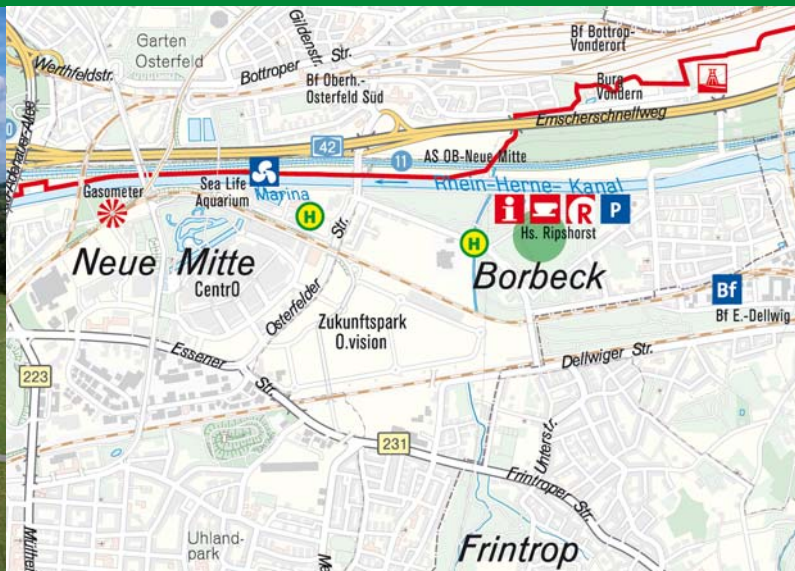 Garten
Osterfeld
Gildenstr.
Bottroper Str.
Werthfeldstr.
Bf Oberh.-
Osterfeld Süd
Bf Bottrop-
Vondernort
Burg
Vondern
Emscherschnellweg
42
11
AS OB-Neue Mitte
Rhein-Herne-Kanal
Gasometer
Sea Life
Aquarium
Marina
H
H
i
R
P
Hs. Ripshorst
Neue Mitte
CentrO
Borbeck
Bf
Bf E.-Dellwig
Osterfelder Str.
Zukunftspark
O.vision
Essener Str.
Dellwiger Str.
223
231
Unterstr.
Frintroper Str.
Uhland-
park
Frintrop